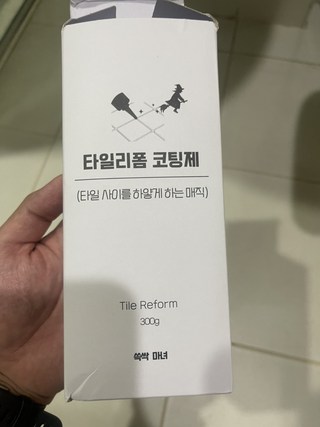 타일리폼 코팅제
(타일 사이를 하얗게 하는 매직)
Tile Reform
300g
쓱싹 마녀